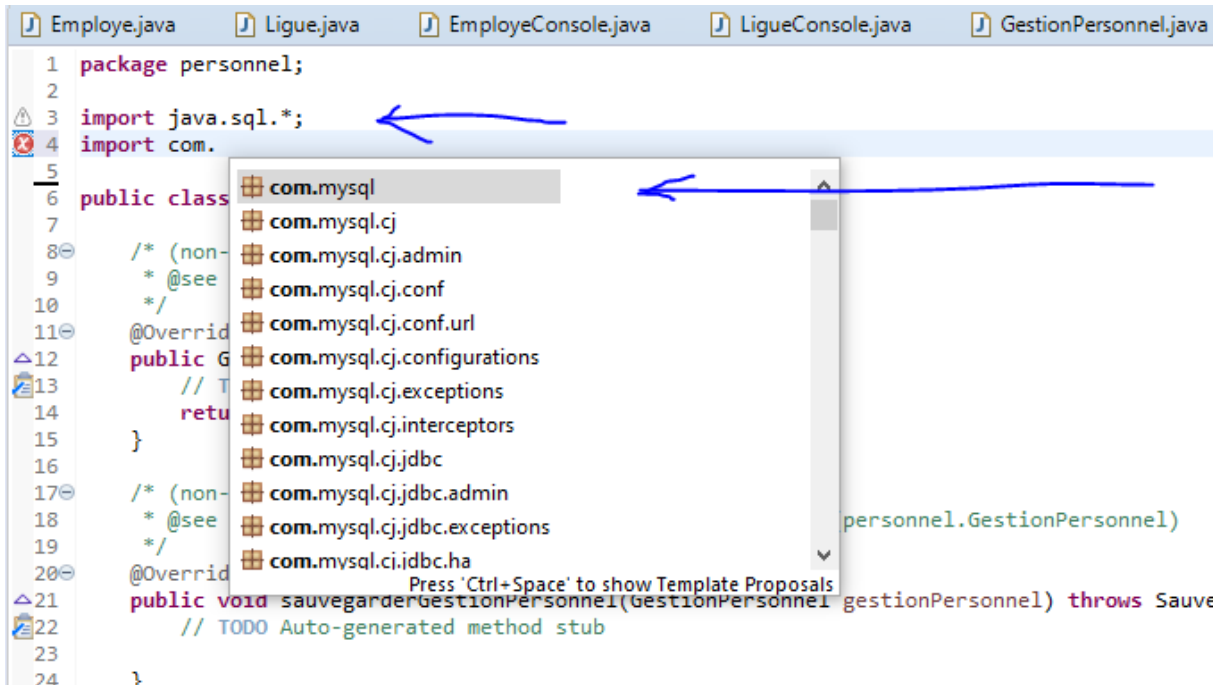 Employe.java Ligue.java EmployeConsole.java LigueConsole.java GestionPersonnel.java
1 package personnel;
2
3 import java.sql.*;
4 import com.
5
6 public class
7
8 /* (non-
9 * @see
10 */
11 @Overrid
12 public G
13 // T
14 retu
15 }
16
17 /* (non-
18 * @see (personnel.GestionPersonnel)
19 */
20 @Overrid
21 public void sauvegarderGestionPersonnel(GestionPersonnel gestionPersonnel) throws Sauve
22 // TODO Auto-generated method stub
23
24 }
com.mysql
com.mysql.cj
com.mysql.cj.admin
com.mysql.cj.conf
com.mysql.cj.conf.url
com.mysql.cj.configurations
com.mysql.cj.exceptions
com.mysql.cj.interceptors
com.mysql.cj.jdbc
com.mysql.cj.jdbc.admin
com.mysql.cj.jdbc.exceptions
com.mysql.cj.jdbc.ha
Press 'Ctrl+Space' to show Template Proposals